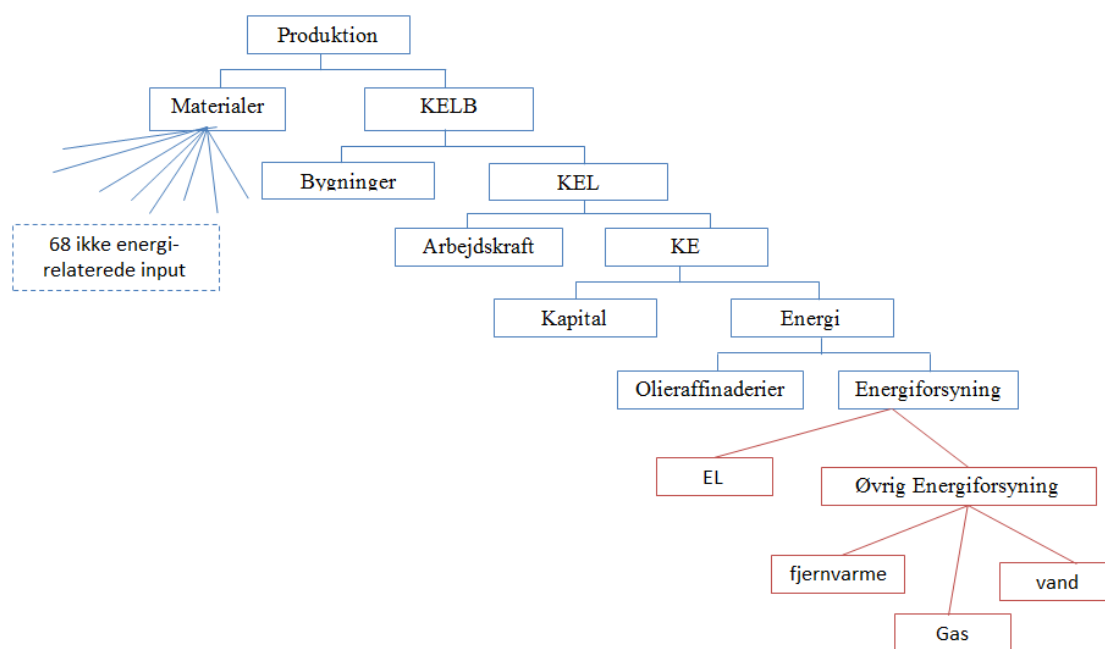 Produktion
Materialer
KELB
Bygninger
KEL
68 ikke energi-
relaterede input
Arbejdskraft
KE
Kapital
Energi
Olieraffinaderier
Energiforsyning
EL
Øvrig Energiforsyning
fjernvarme
vand
Gas